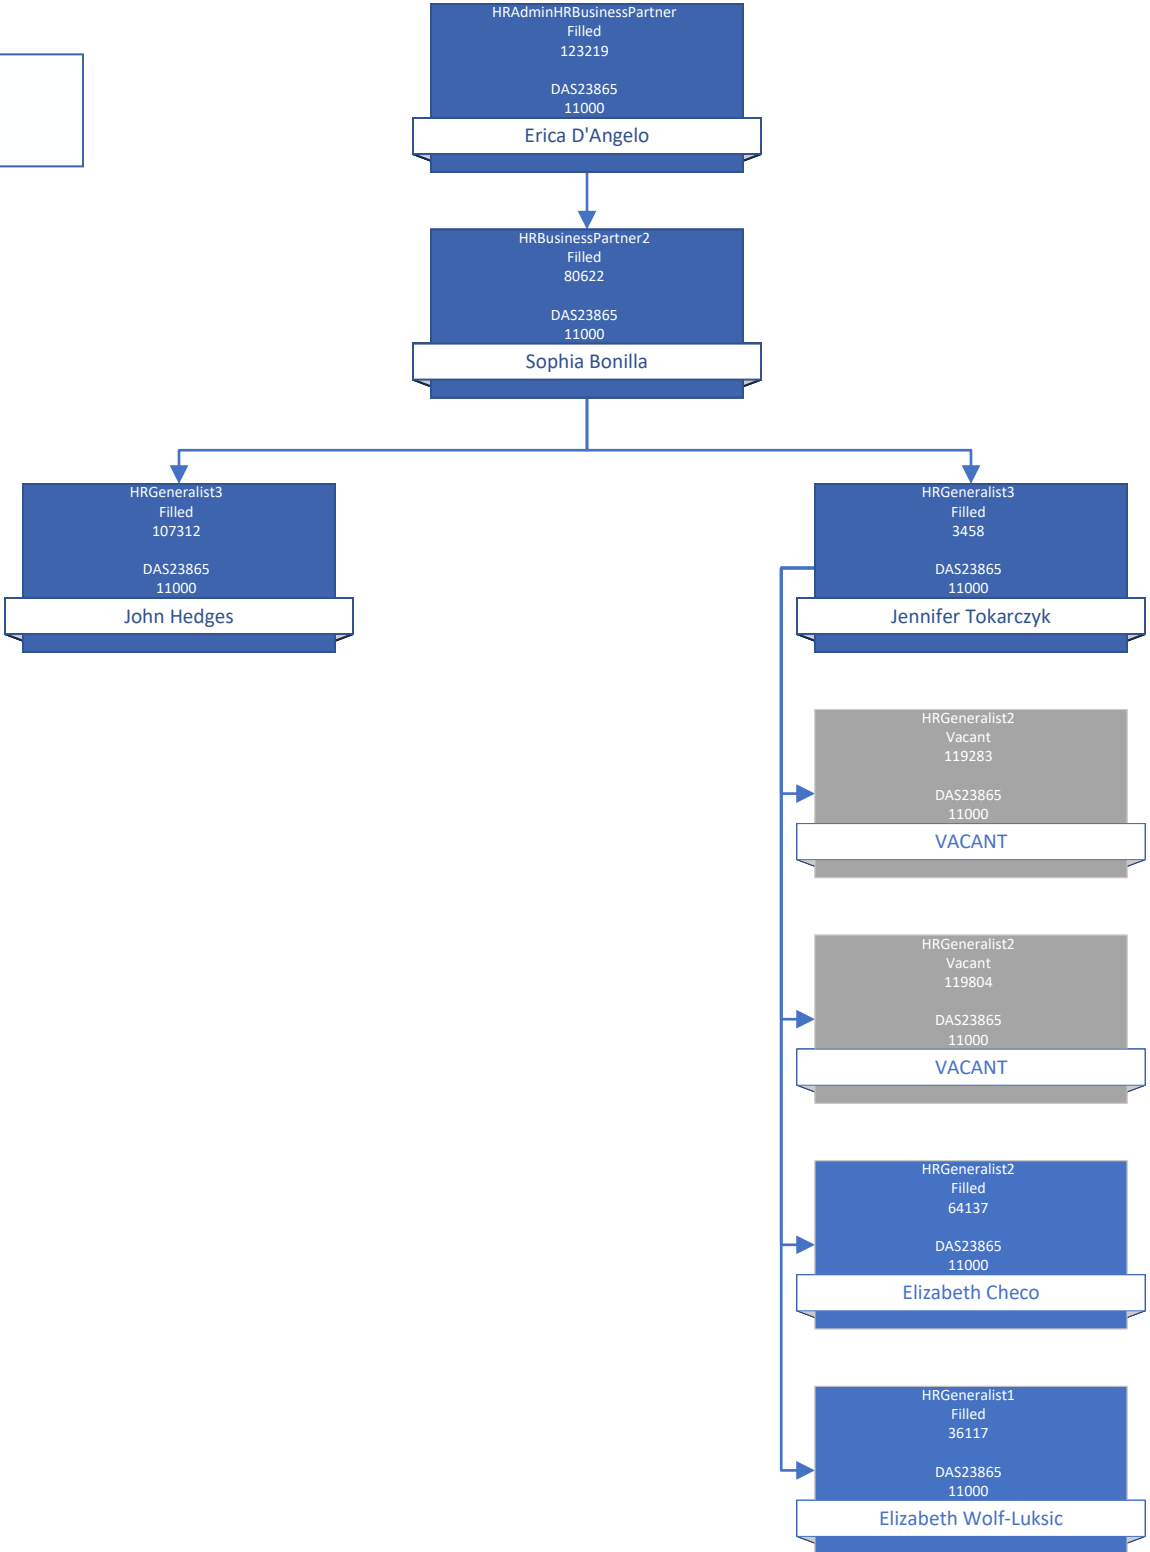 HRAdminHRBusinessPartner
Filled
123219
DAS23865
11000
Erica D'Angelo
HRBusinessPartner2
Filled
80622
DAS23865
11000
Sophia Bonilla
HRGeneralist3
Filled
107312
DAS23865
11000
John Hedges
HRGeneralist3
Filled
3458
DAS23865
11000
Jennifer Tokarczyk
HRGeneralist2
Vacant
119283
DAS23865
11000
VACANT
HRGeneralist2
Vacant
119804
DAS23865
11000
VACANT
HRGeneralist2
Filled
64137
DAS23865
11000
Elizabeth Checo
HRGeneralist1
Filled
36117
DAS23865
11000
Elizabeth Wolf-Luksic